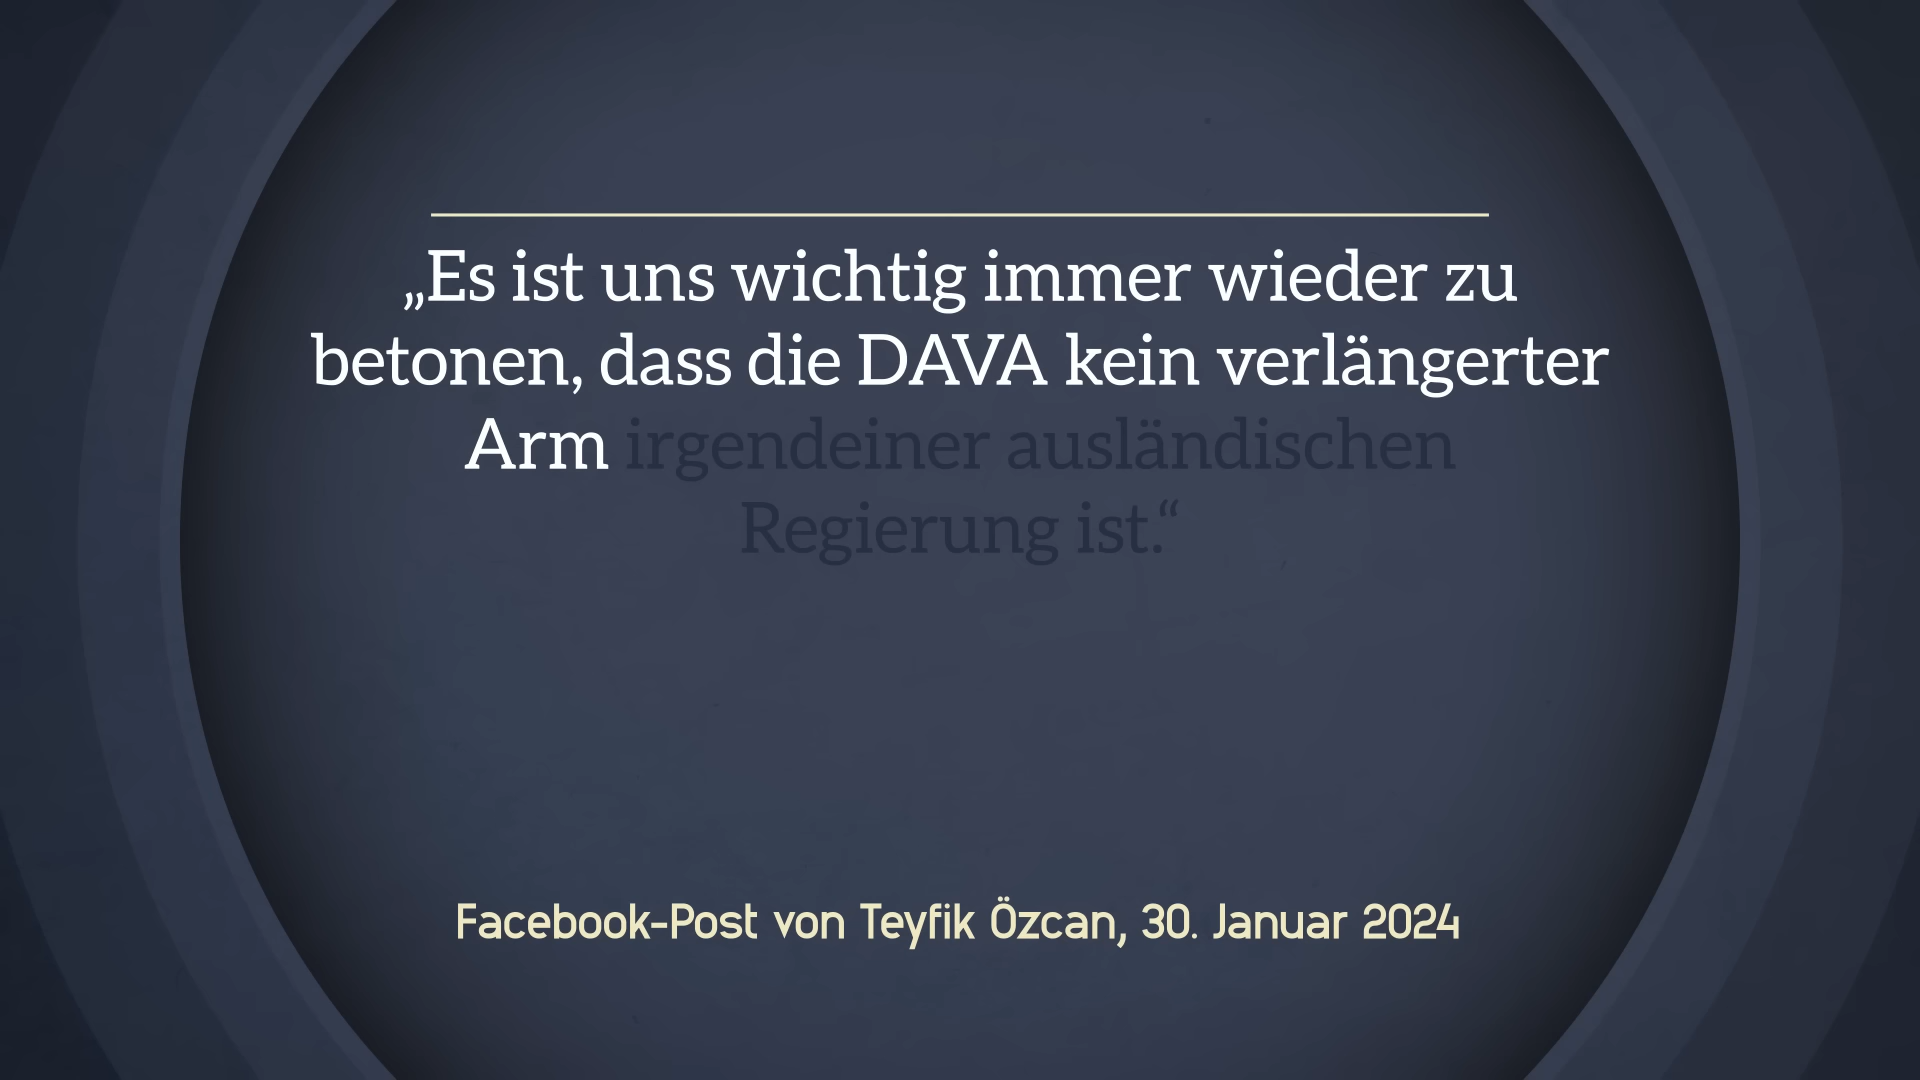 „Es ist uns wichtig immer wieder zu
betonen, dass die DAVA kein verlängerter
Arm irgendeiner ausländischen
Regierung ist.“
Facebook-Post von Teyfik Özcan, 30. Januar 2024